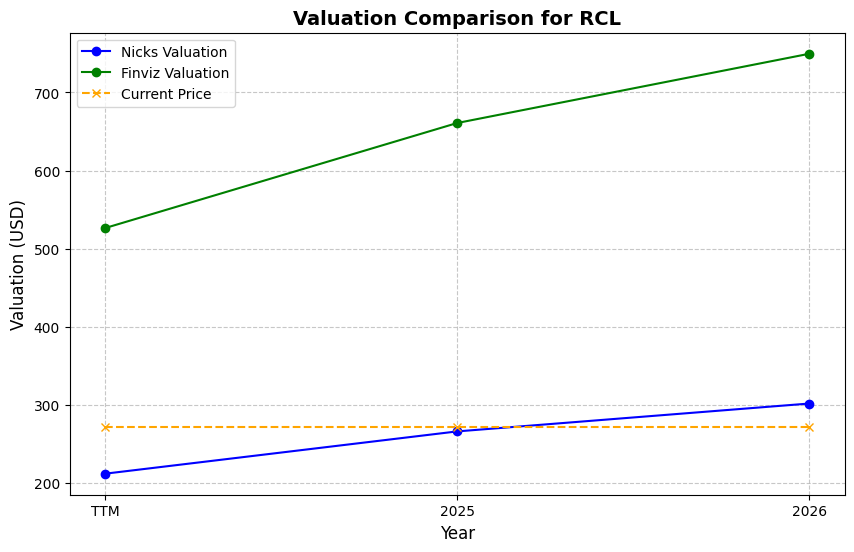 Valuation Comparison for RCL
Nicks Valuation
Finviz Valuation
Current Price
Valuation (USD)
700
600
500
400
300
200
TTM
2025
2026
Year